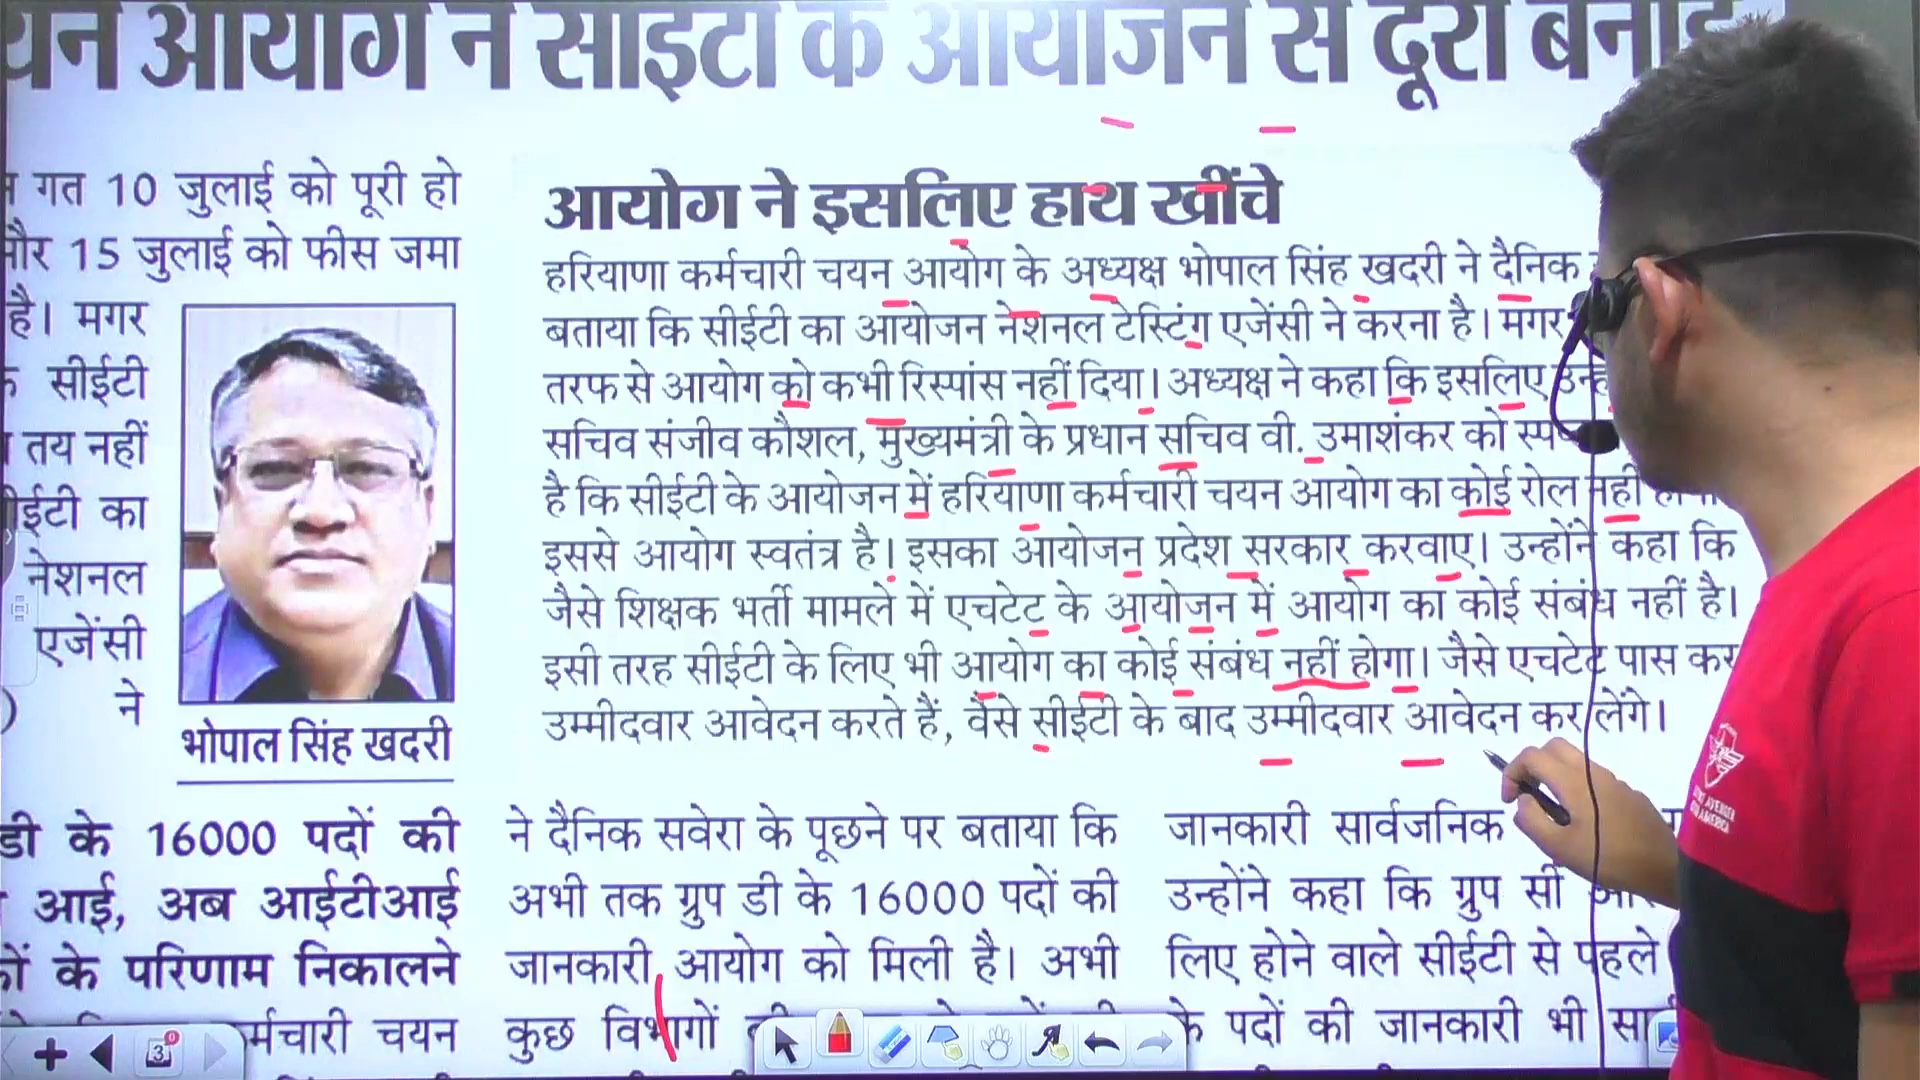 आयोग ने सीईटी के आयोजन से दूरी बनाई
गत 10 जुलाई को पूरी हो
और 15 जुलाई को फीस जमा
है। मगर
सीईटी
तय नहीं
सीईटी का
नेशनल
एजेंसी
) ने
भोपाल सिंह खदरी
डी के 16000 पदों की
आई, अब आईटीआई
के परिणाम निकालने
कर्मचारी चयन
आयोग ने इसलिए हाथ खींचे
हरियाणा कर्मचारी चयन आयोग के अध्यक्ष भोपाल सिंह खदरी ने दैनिक
बताया कि सीईटी का आयोजन नेशनल टेस्टिंग एजेंसी ने करना है। मगर
तरफ से आयोग को कभी रिस्पांस नहीं दिया। अध्यक्ष ने कहा कि इसलिए
सचिव संजीव कौशल, मुख्यमंत्री के प्रधान सचिव वी. उमाशंकर को
है कि सीईटी के आयोजन में हरियाणा कर्मचारी चयन आयोग का कोई रोल नहीं
इससे आयोग स्वतंत्र है। इसका आयोजन प्रदेश सरकार करवाए। उन्होंने कहा कि
जैसे शिक्षक भर्ती मामले में एचटेट के आयोजन में आयोग का कोई संबंध नहीं है।
इसी तरह सीईटी के लिए भी आयोग का कोई संबंध नहीं होगा। जैसे एचटेट पास कर
उम्मीदवार आवेदन करते हैं, वैसे सीईटी के बाद उम्मीदवार आवेदन कर लेंगे।
ने दैनिक सवेरा के पूछने पर बताया कि
अभी तक ग्रुप डी के 16000 पदों की
जानकारी आयोग को मिली है। अभी
कुछ विभागों
जानकारी सार्वजनिक
उन्होंने कहा कि ग्रुप सी
लिए होने वाले सीईटी से पहले
के पदों की जानकारी भी
3
0